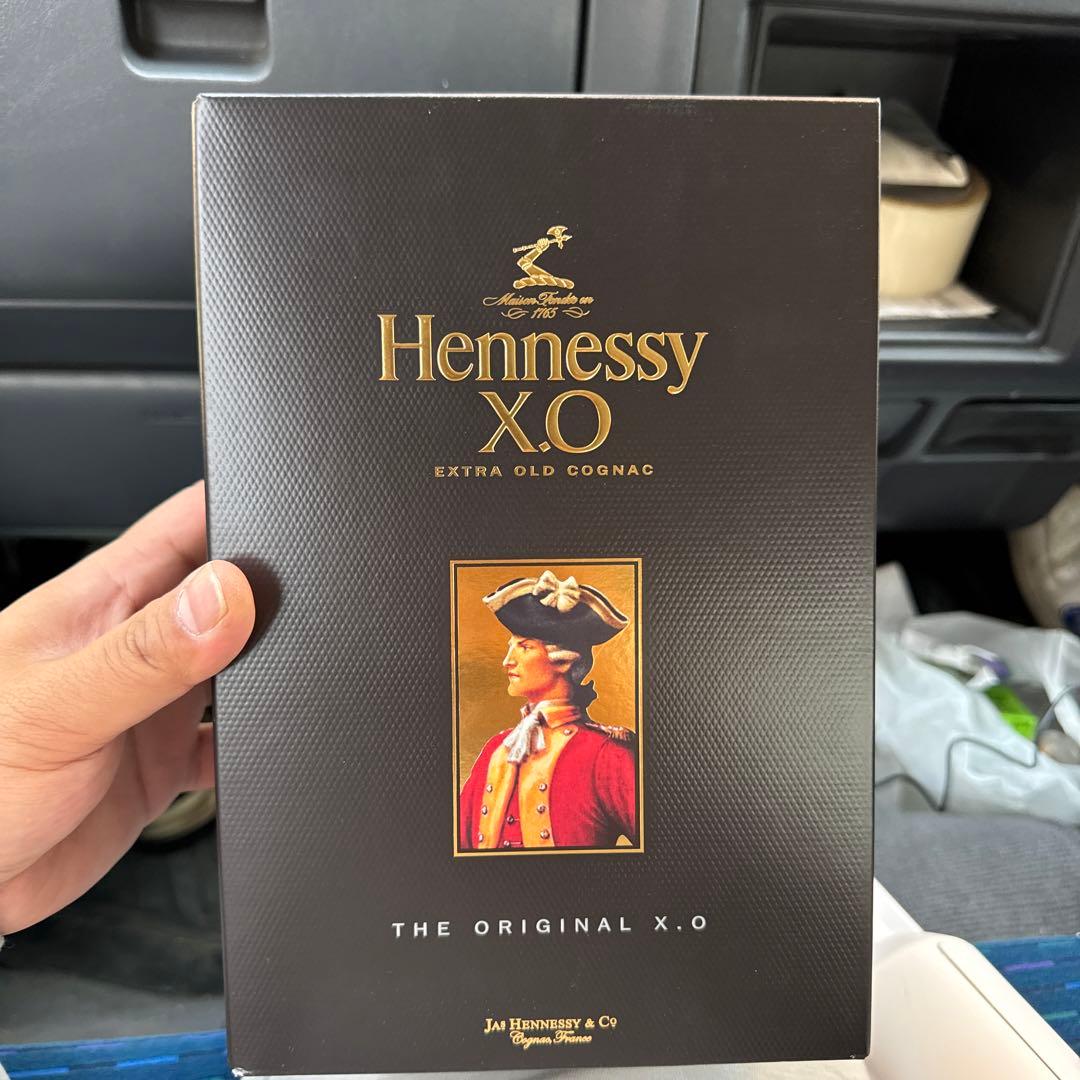 Maison Fondée en
1765
Hennessy
X.O
EXTRA OLD COGNAC
THE ORIGINAL X.O
JAs HENNESSY & Co
Cognac, France